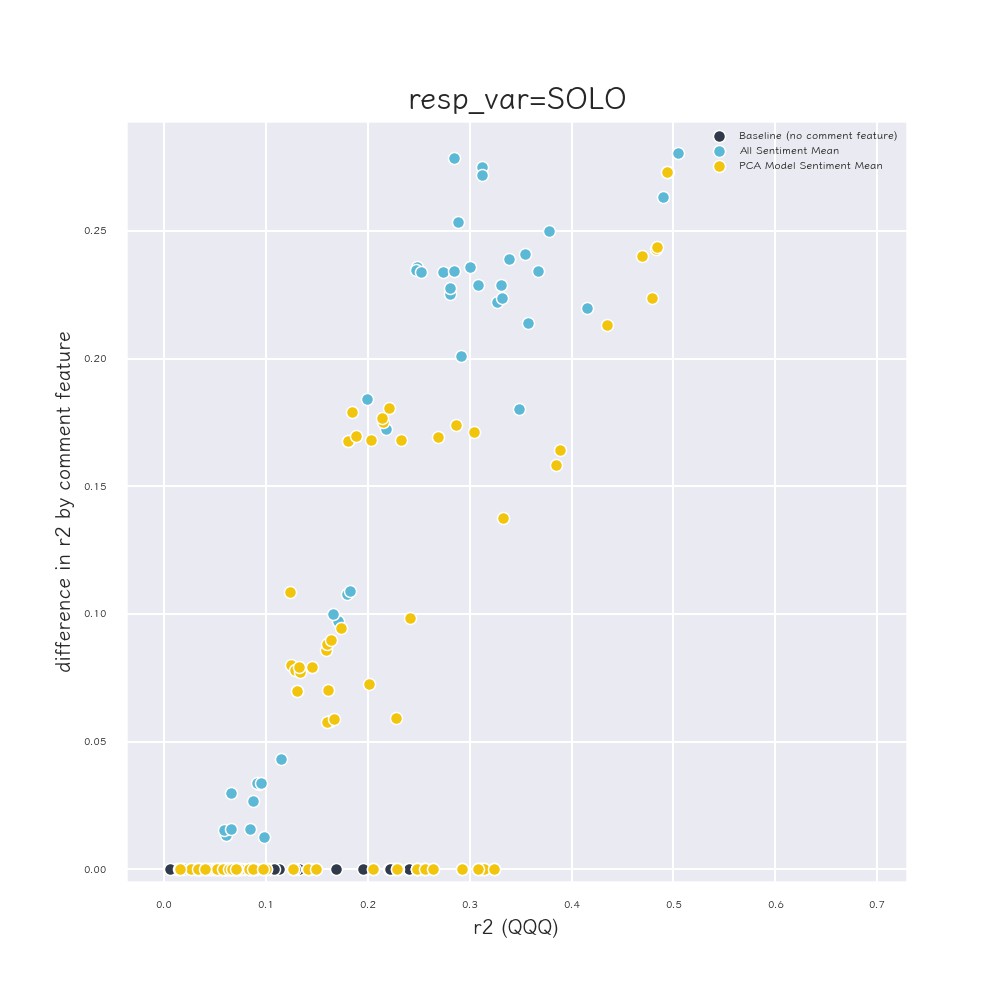 resp_var=SOLO
Baseline (no comment feature)
All Sentiment Mean
PCA Model Sentiment Mean
difference in r2 by comment feature
0.25
0.20
0.15
0.10
0.05
0.00
0.0 0.1 0.2 0.3 0.4 0.5 0.6 0.7
r2 (QQQ)